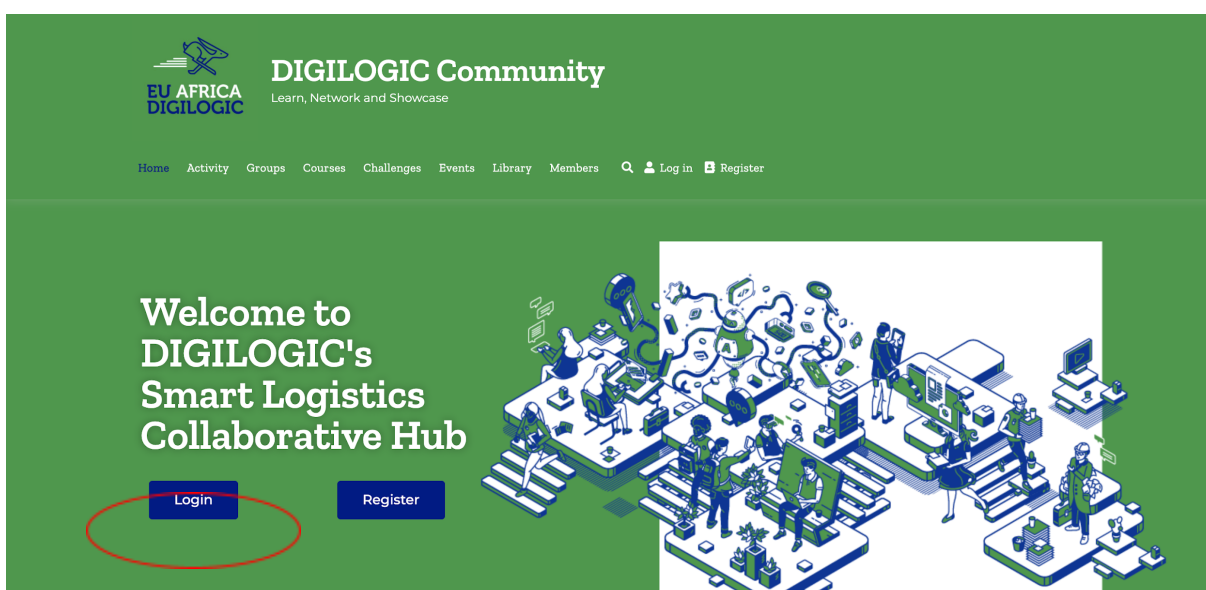 EU AFRICA
DIGILOGIC
DIGILOGIC Community
Learn, Network and Showcase
Home Activity Groups Courses Challenges Events Library Members Log in Register
Welcome to
DIGILOGIC's
Smart Logistics
Collaborative Hub
Login Register
A